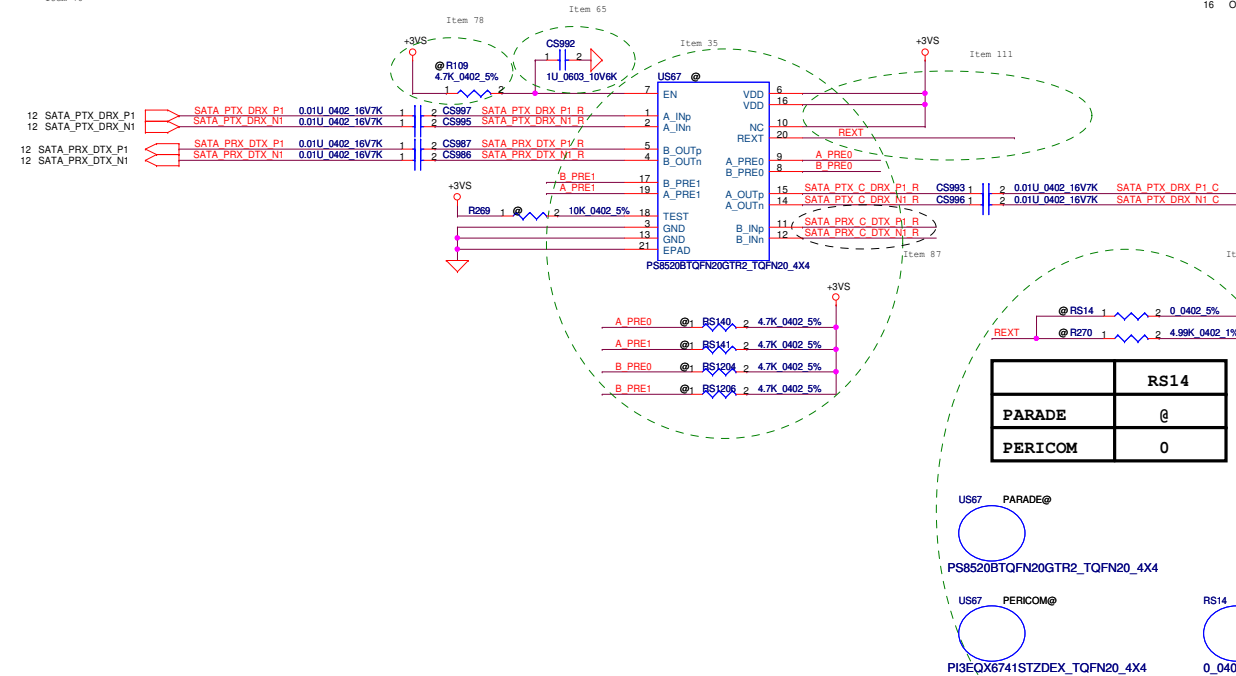 16 O
Item 65
Item 78
+3VS
CS992
Item 35
+3VS
Item 111
@ R109
1 2
4.7K_0402_5%
1U_0603_10V6K
US67 @
1 2
7 EN
VDD 6
VDD 16
12 SATA_PTX_DRX_P1
SATA_PTX_DRX_P1 0.01U_0402_16V7K 1 2 CS997 SATA_PTX_DRX_P1_R 1 A_INp
12 SATA_PTX_DRX_N1
SATA_PTX_DRX_N1 0.01U_0402_16V7K 1 2 CS995 SATA_PTX_DRX_N1_R 2 A_INn
NC 10
REXT 20 REXT
12 SATA_PRX_DTX_P1
SATA_PRX_DTX_P1 0.01U_0402_16V7K 1 2 CS987 SATA_PRX_DTX_P1_R 5 B_OUTp
12 SATA_PRX_DTX_N1
SATA_PRX_DTX_N1 0.01U_0402_16V7K 1 2 CS986 SATA_PRX_DTX_N1_R 4 B_OUTn
A_PRE0 9 A_PRE0
B_PRE0 8 B_PRE0
B_PRE1 17 B_PRE1
A_PRE1 19 A_PRE1
+3VS
A_OUTp 15 SATA_PTX_C_DRX_P1_R CS993 1 2 0.01U_0402_16V7K SATA_PTX_DRX_P1_C
A_OUTn 14 SATA_PTX_C_DRX_N1_R CS996 1 2 0.01U_0402_16V7K SATA_PTX_DRX_N1_C
R269 1 @ 2 10K_0402_5% 18 TEST
3 GND
13 GND
21 EPAD
B_INp 11 SATA_PRX_C_DTX_P1_R
B_INn 12 SATA_PRX_C_DTX_N1_R
Item 87
PS8520BTQFN20GTR2_TQFN20_4X4
+3VS
A_PRE0 @ 1 RS140 2 4.7K_0402_5%
A_PRE1 @ 1 RS141 2 4.7K_0402_5%
B_PRE0 @ 1 RS1204 2 4.7K_0402_5%
B_PRE1 @ 1 RS1206 2 4.7K_0402_5%
@ RS14 1 2 0_0402_5%
REXT @ R270 1 2 4.99K_0402_1%
RS14
PARADE @
PERICOM 0
US67 PARADE@
PS8520BTQFN20GTR2_TQFN20_4X4
US67 PERICOM@
PI3EQX6741STZDEX_TQFN20_4X4
RS14
0_040